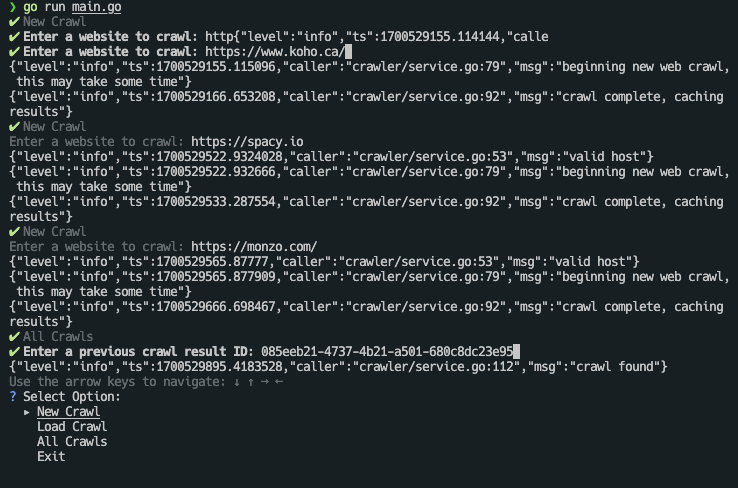 ❯ go run main.go
✔ New Crawl
✔ Enter a website to crawl: http{"level":"info","ts":1700529155.114144,"calle
✔ Enter a website to crawl: https://www.koho.ca/
{"level":"info","ts":1700529155.115096,"caller":"crawler/service.go:79","msg":"beginning new web crawl,
 this may take some time"}
{"level":"info","ts":1700529166.653208,"caller":"crawler/service.go:92","msg":"crawl complete, caching
results"}
✔ New Crawl
Enter a website to crawl: https://spacy.io
{"level":"info","ts":1700529522.9324028,"caller":"crawler/service.go:53","msg":"valid host"}
{"level":"info","ts":1700529522.932666,"caller":"crawler/service.go:79","msg":"beginning new web crawl,
 this may take some time"}
{"level":"info","ts":1700529533.287554,"caller":"crawler/service.go:92","msg":"crawl complete, caching
results"}
✔ New Crawl
Enter a website to crawl: https://monzo.com/
{"level":"info","ts":1700529565.87777,"caller":"crawler/service.go:53","msg":"valid host"}
{"level":"info","ts":1700529565.877909,"caller":"crawler/service.go:79","msg":"beginning new web crawl,
 this may take some time"}
{"level":"info","ts":1700529666.698467,"caller":"crawler/service.go:92","msg":"crawl complete, caching
results"}
✔ All Crawls
✔ Enter a previous crawl result ID: 085eeb21-4737-4b21-a501-680c8dc23e95
{"level":"info","ts":1700529895.4183528,"caller":"crawler/service.go:112","msg":"crawl found"}
Use the arrow keys to navigate: ↓ ↑ → ←
? Select Option:
▸ New Crawl
Load Crawl
All Crawls
Exit